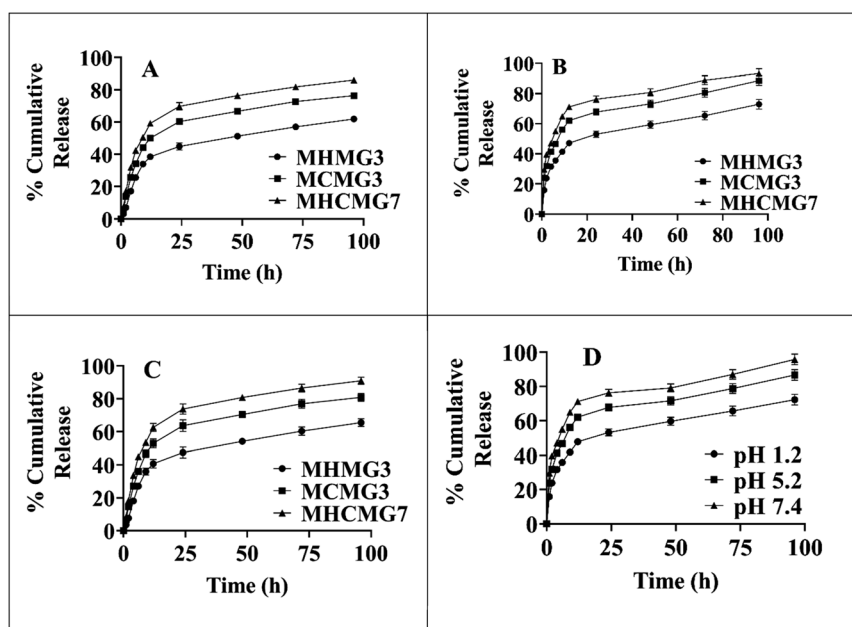 A
% Cumulative
Release
100
80
60
40
20
0
MHMG3
MCMG3
MHCMG7
0 25 50 75 100
Time (h)
B
% Cumulative
Release
100
80
60
40
20
0
MHMG3
MCMG3
MHCMG7
0 20 40 60 80 100
Time (h)
C
% Cumulative
Release
100
80
60
40
20
0
MHMG3
MCMG3
MHCMG7
0 25 50 75 100
Time (h)
D
% Cumulative
Release
100
80
60
40
20
0
pH 1.2
pH 5.2
pH 7.4
0 25 50 75 100
Time (h)